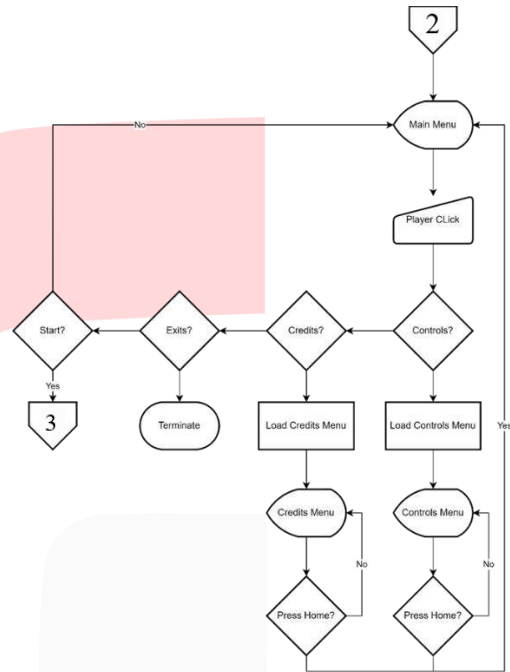 2
Main Menu
No
Player CLick
Start?
Exits?
Credits?
Controls?
Yes
3
Terminate
Load Credits Menu
Load Controls Menu
Yes
Credits Menu
Controls Menu
No
No
Press Home?
Press Home?